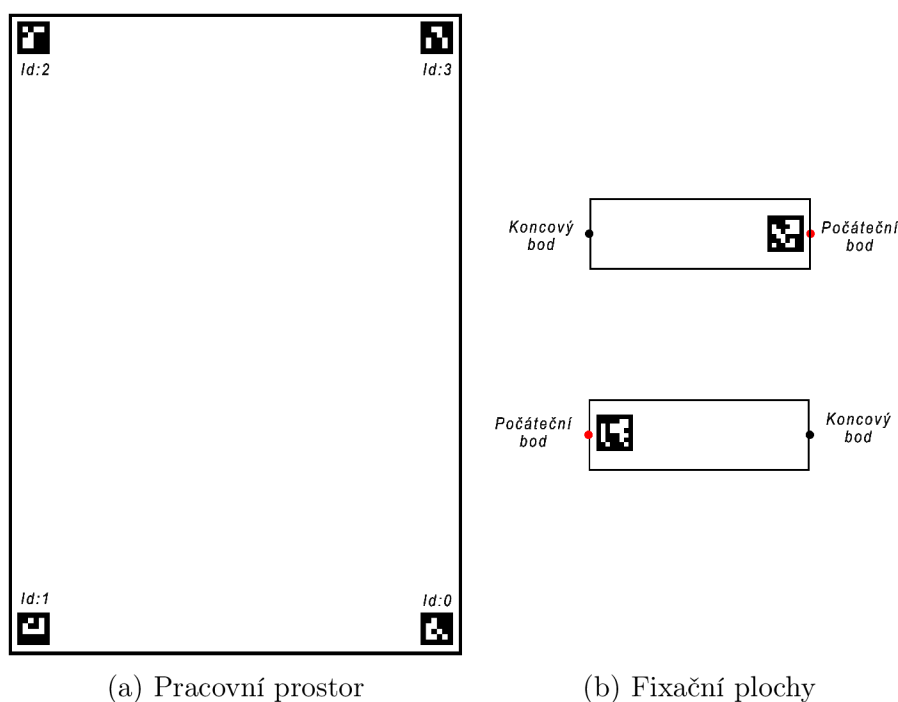 Id:2
Id:3
Id:1
Id:0
(a) Pracovní prostor
Koncový
bod
Počáteční
bod
Počáteční
bod
Koncový
bod
(b) Fixační plochy